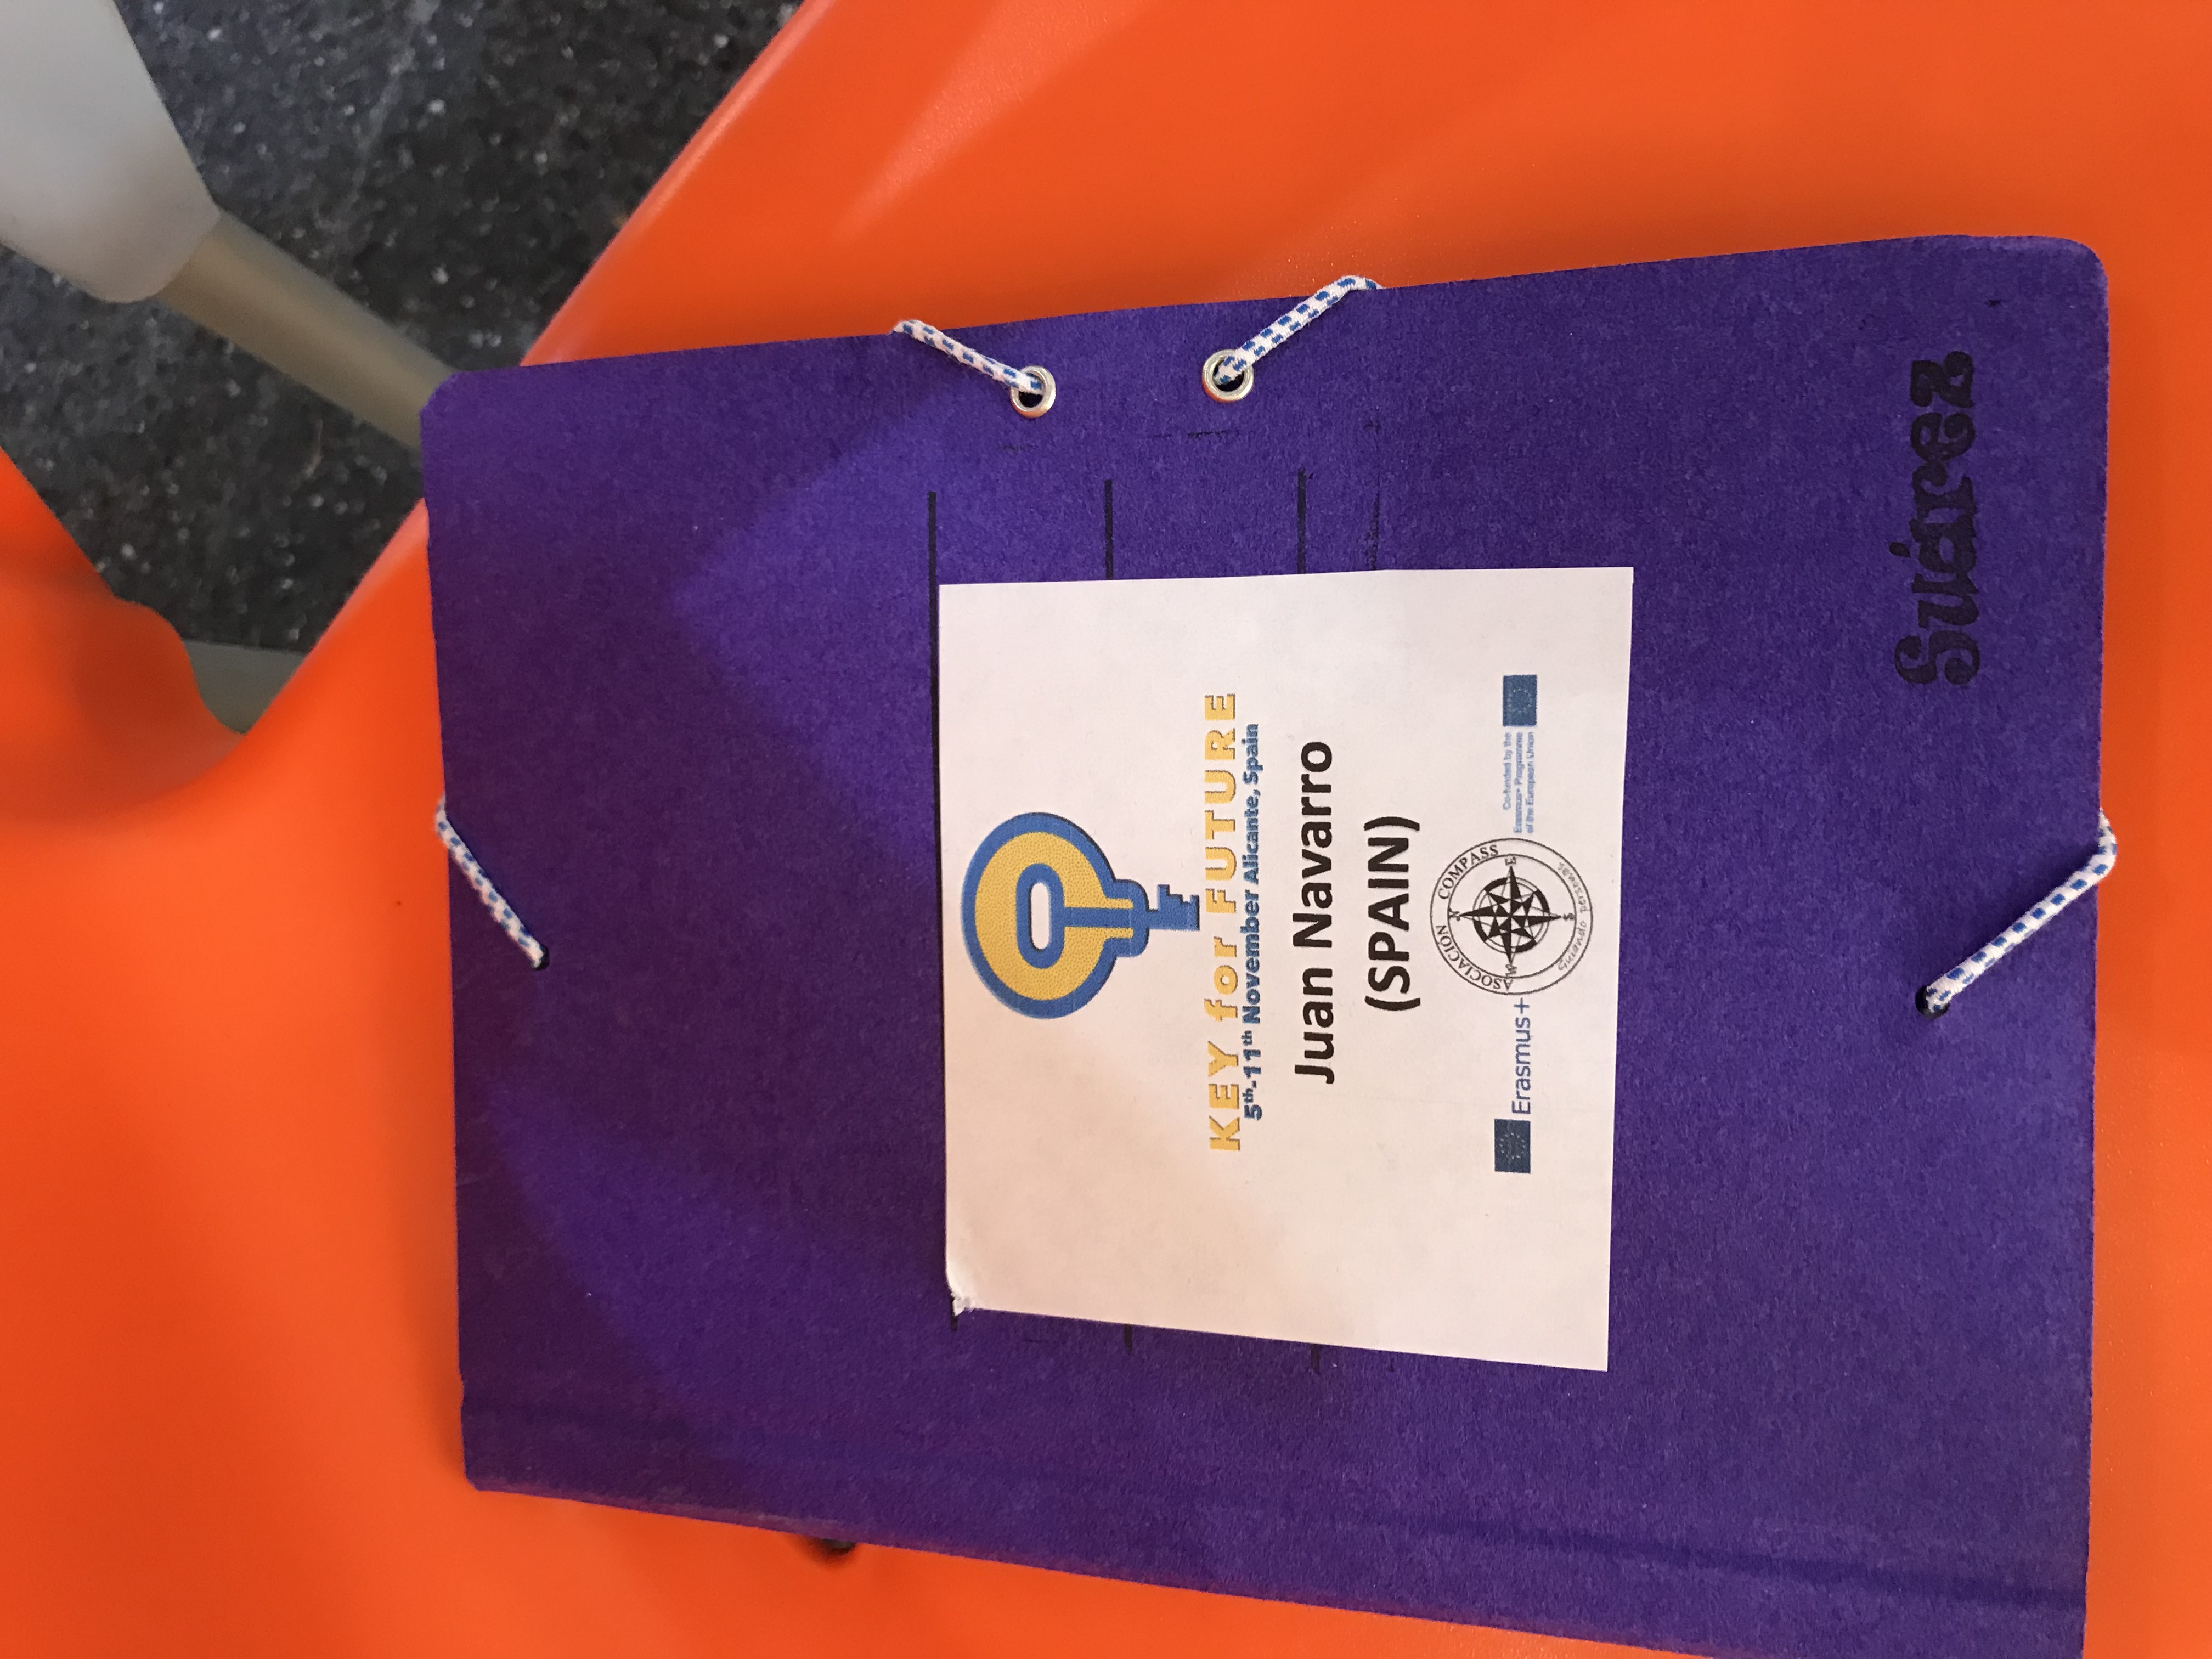 KEY for FUTURE
5th-11th November Alicante, Spain
Juan Navarro
(SPAIN)
Erasmus+
ASOCIACION COMPASS
N
E
S
W
Co-funded by the
Erasmus+ Programme
of the European Union
Suárez